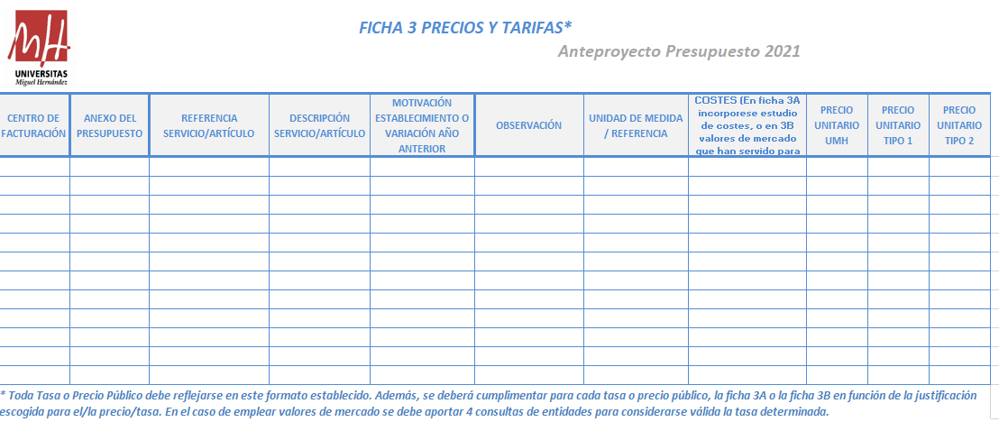 UNIVERSITAS
Miguel Hernández
FICHA 3 PRECIOS Y TARIFAS*
Anteproyecto Presupuesto 2021
CENTRO DE
FACTURACIÓN
ANEXO DEL
PRESUPUESTO
REFERENCIA
SERVICIO/ARTÍCULO
DESCRIPCIÓN
SERVICIO/ARTÍCULO
MOTIVACIÓN
ESTABLECIMIENTO O
VARIACIÓN AÑO
ANTERIOR
OBSERVACIÓN
UNIDAD DE MEDIDA
/ REFERENCIA
COSTES (En ficha 3A
incorporese estudio
de costes, o en 3B
valores de mercado
que han servido para
PRECIO
UNITARIO
UMH
PRECIO
UNITARIO
TIPO 1
PRECIO
UNITARIO
TIPO 2
* Toda Tasa o Precio Público debe reflejarse en este formato establecido. Además, se deberá cumplimentar para cada tasa o precio público, la ficha 3A o la ficha 3B en función de la justificación
escogida para el/la precio/tasa. En el caso de emplear valores de mercado se debe aportar 4 consultas de entidades para considerarse válida la tasa determinada.